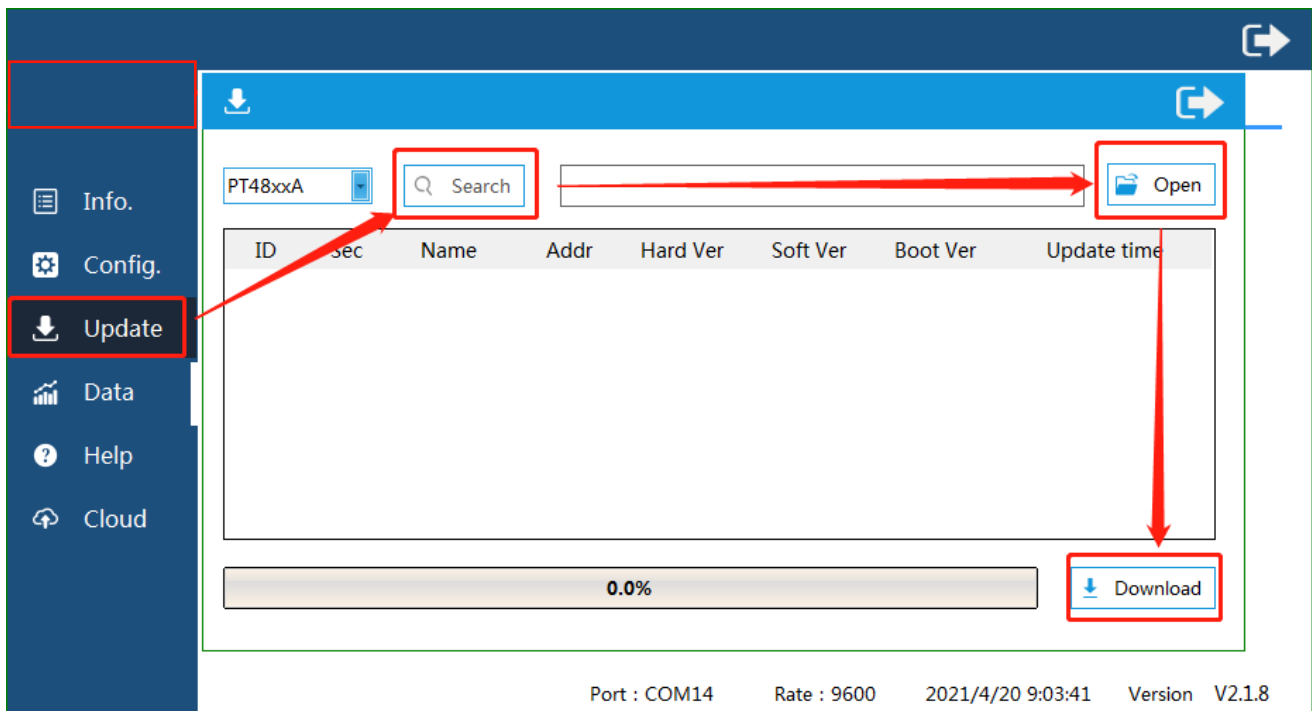 PT48xxA Search Open
Info.
ID Sec Name Addr Hard Ver Soft Ver Boot Ver Update time
Config.
Update
Data
Help
Cloud
0.0% Download
Port : COM14 Rate : 9600 2021/4/20 9:03:41 Version V2.1.8